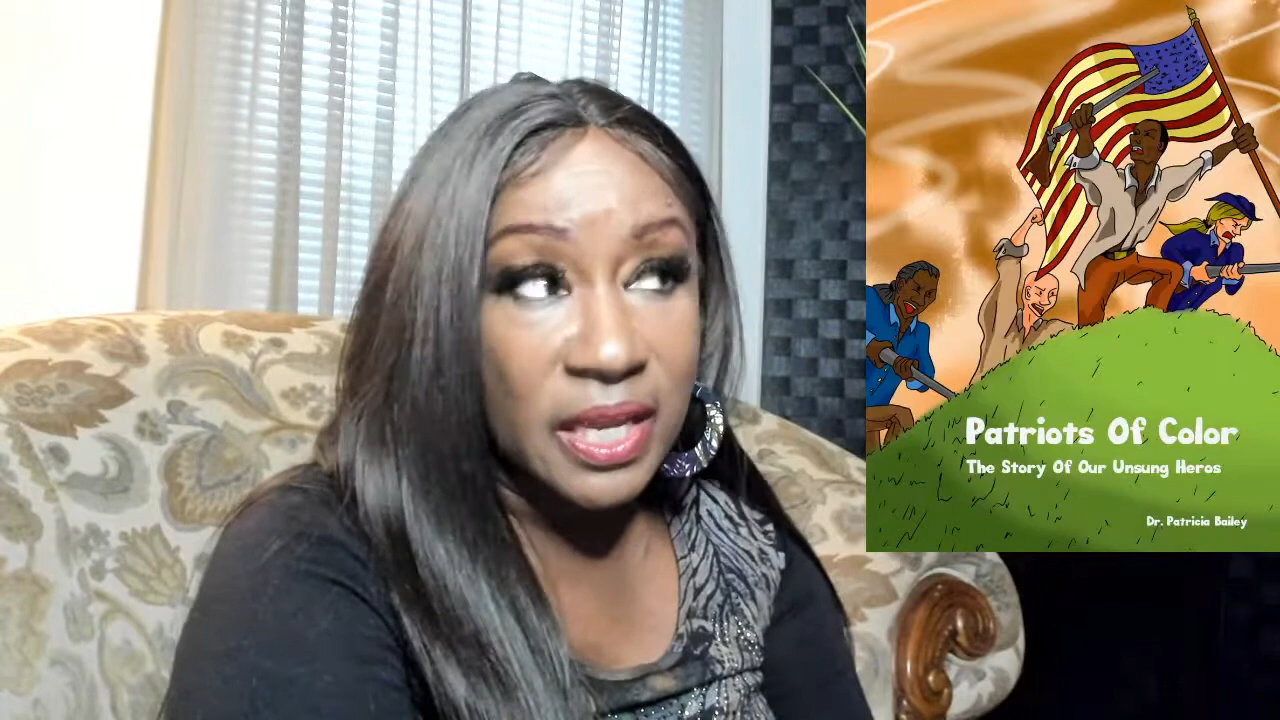 Patriots Of Color
The Story Of Our Unsung Heros
Dr. Patricia Bailey